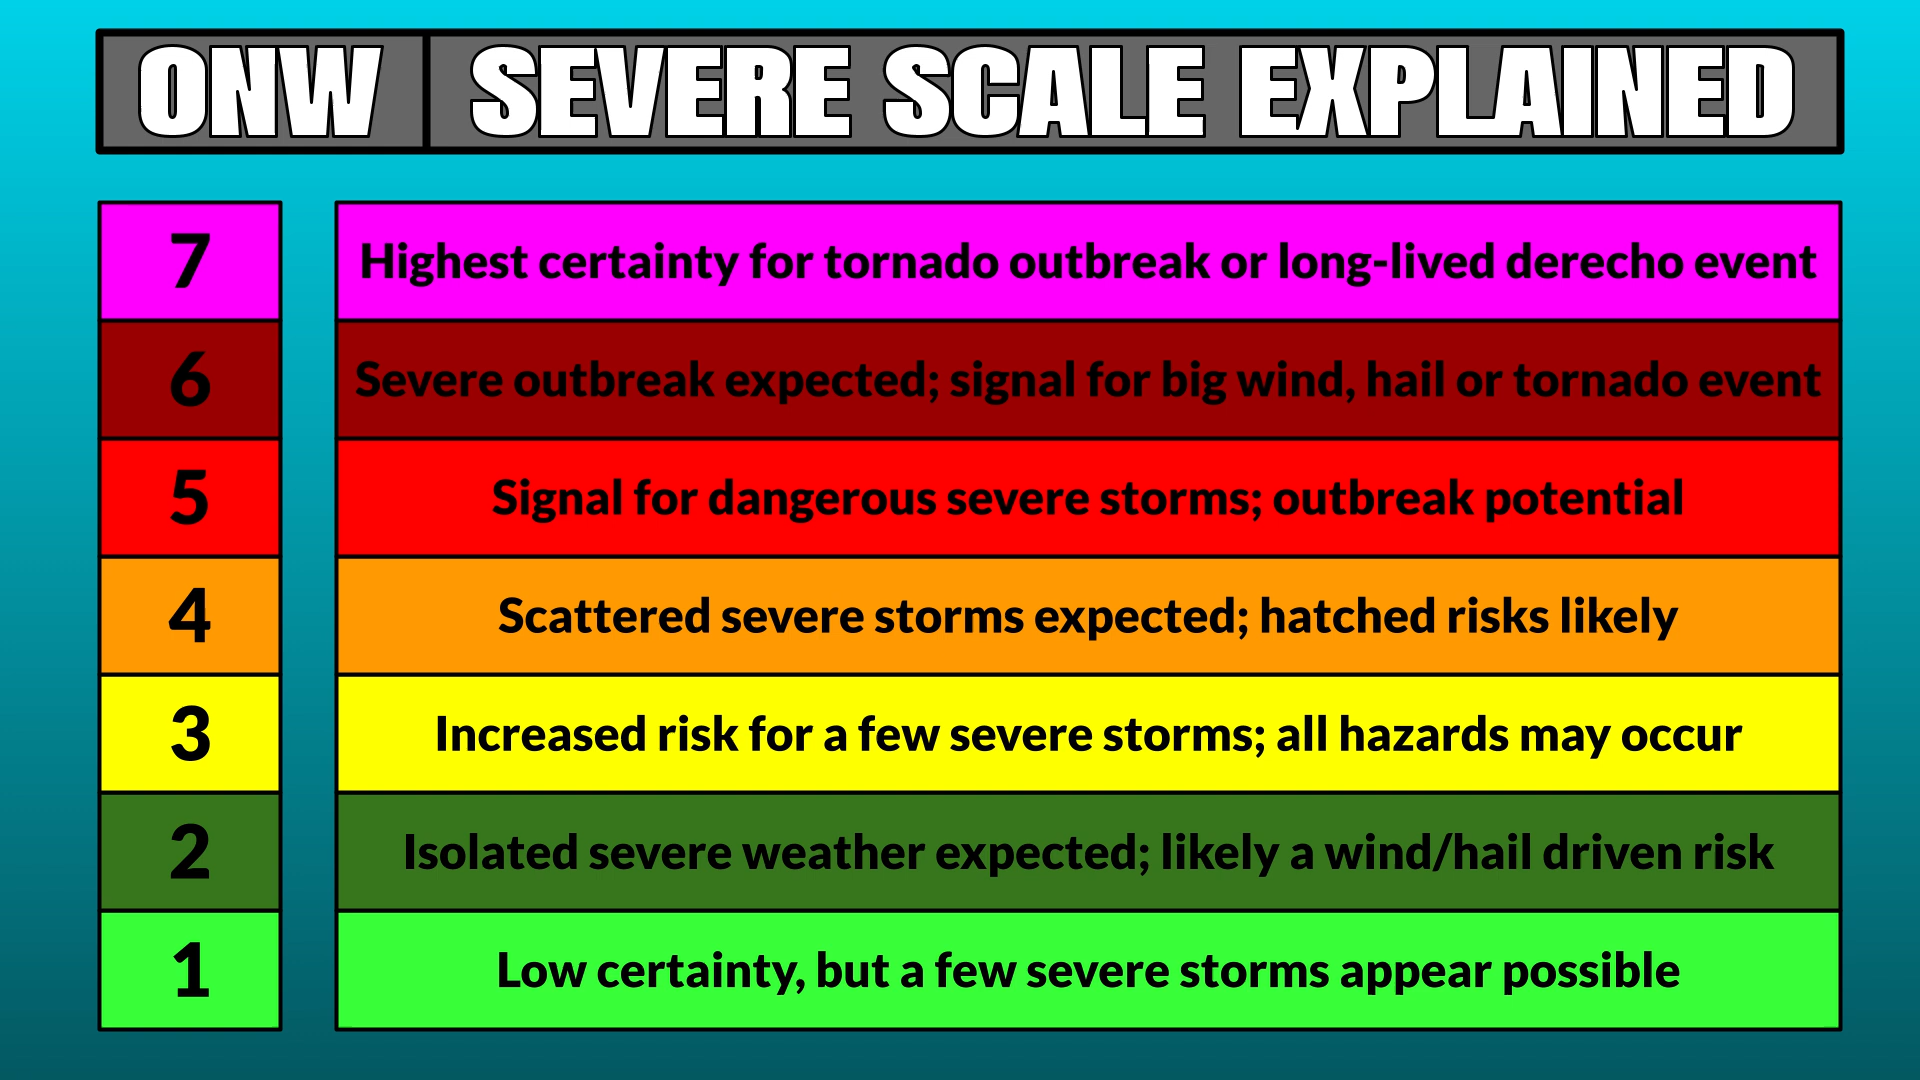 ONW SEVERE SCALE EXPLAINED
7 Highest certainty for tornado outbreak or long-lived derecho event
6 Severe outbreak expected; signal for big wind, hail or tornado event
5 Signal for dangerous severe storms; outbreak potential
4 Scattered severe storms expected; hatched risks likely
3 Increased risk for a few severe storms; all hazards may occur
2 Isolated severe weather expected; likely a wind/hail driven risk
1 Low certainty, but a few severe storms appear possible